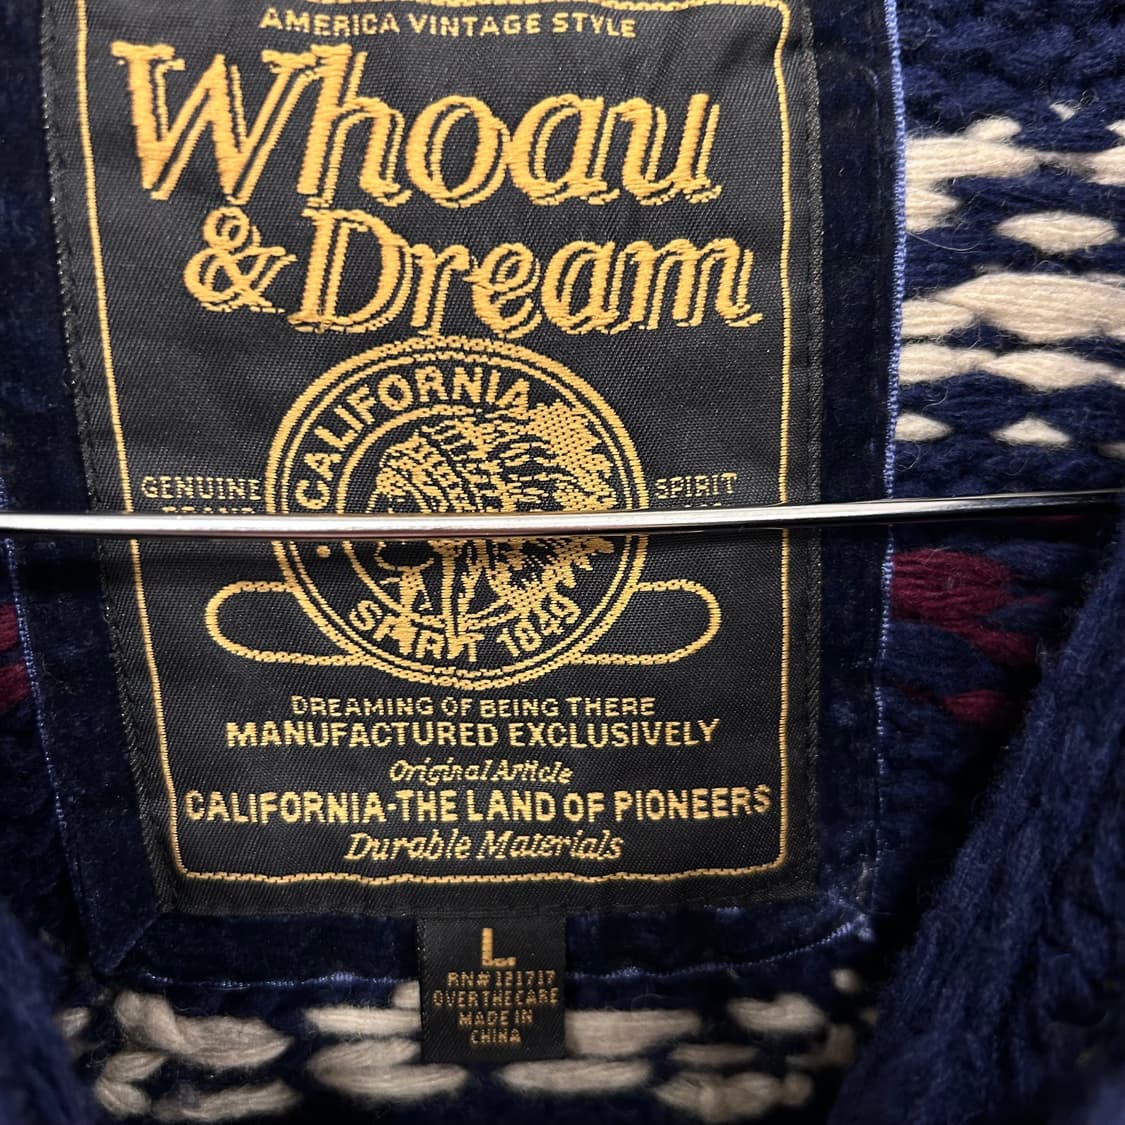 AMERICA VINTAGE STYLE
Whoau
& Dream
CALIFORNIA
GENUINE
SPIRIT
SPIRIT 1849
DREAMING OF BEING THERE
MANUFACTURED EXCLUSIVELY
Original Article
CALIFORNIA-THE LAND OF PIONEERS
Durable Materials
L
RN# 121717
OVER THE CARE
MADE IN
CHINA